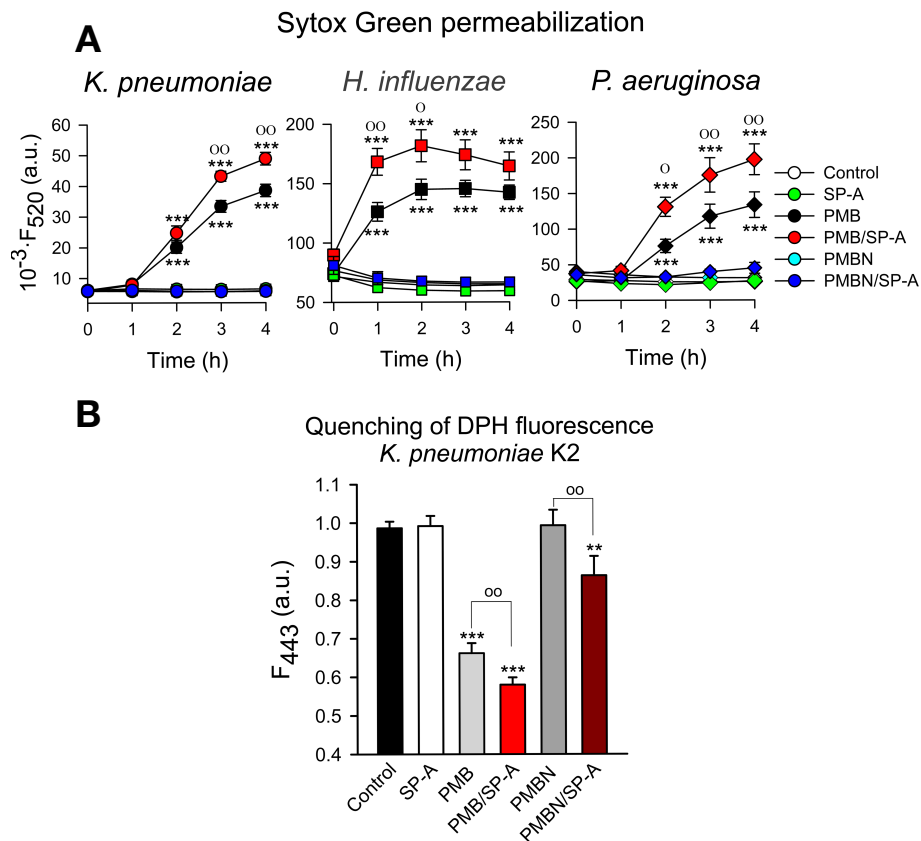 Sytox Green permeabilization
A
K. pneumoniae
H. influenzae
P. aeruginosa
10⁻³·F₅₂₀ (a.u.)
60
50
40
30
20
10
OO
***
OO
***
***
***
***
***
0 1 2 3 4
Time (h)
200
150
100
50
OO
***
O
***
***
***
***
***
***
***
0 1 2 3 4
Time (h)
250
200
150
100
50
0
O
***
OO
***
OO
***
***
***
***
0 1 2 3 4
Time (h)
Control
SP-A
PMB
PMB/SP-A
PMBN
PMBN/SP-A
B
Quenching of DPH fluorescence
K. pneumoniae K2
F₄₄₃ (a.u.)
1.1
1.0
0.9
0.8
0.7
0.6
0.5
0.4
***
oo
***
oo
**
Control
SP-A
PMB
PMB/SP-A
PMBN
PMBN/SP-A